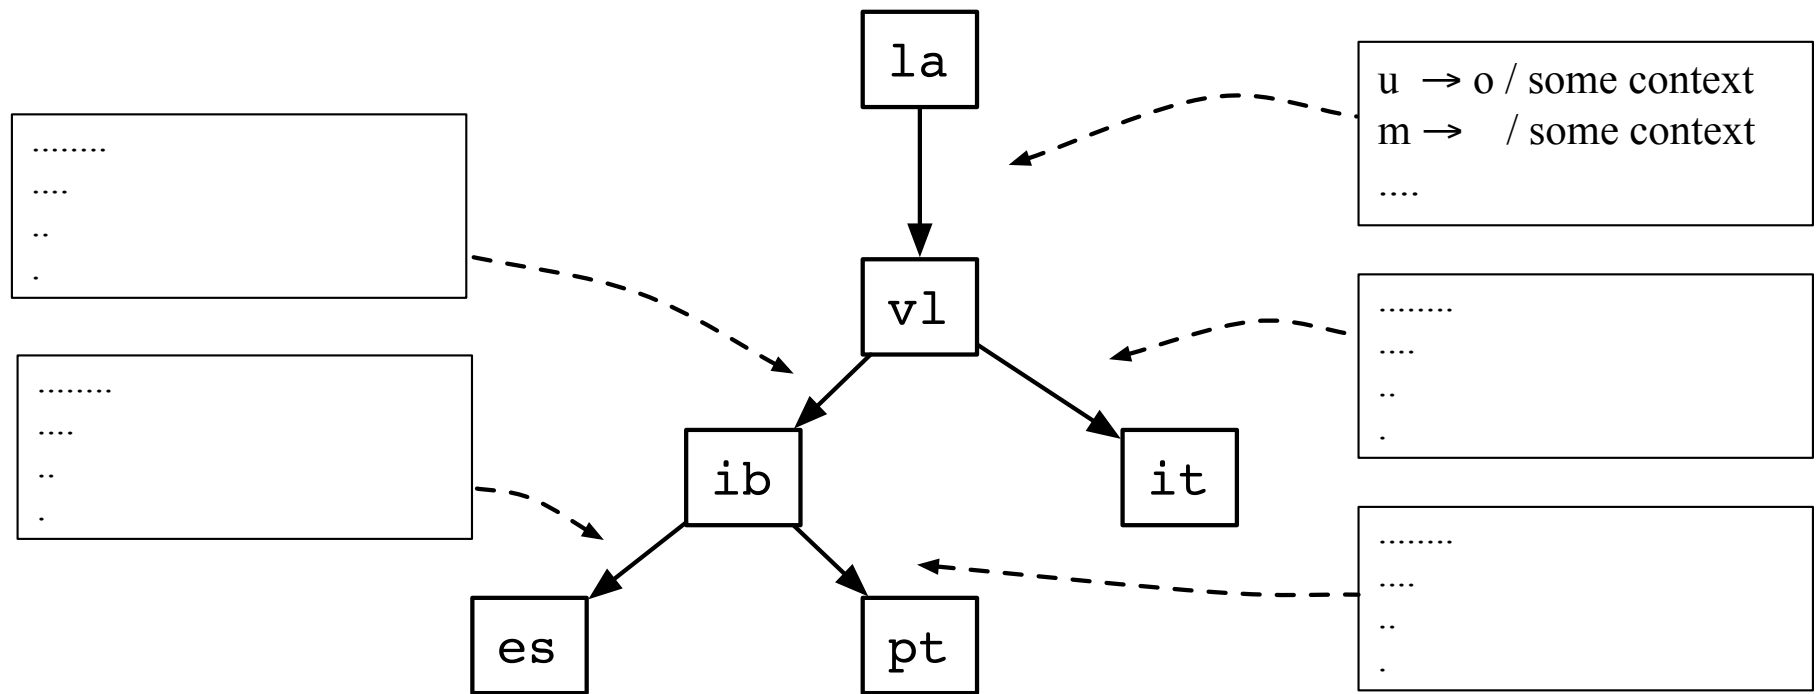 la
u → o / some context
m → / some context
....
........
....
..
.
vl
........
....
..
.
........
....
..
.
ib
it
........
....
..
.
es
pt